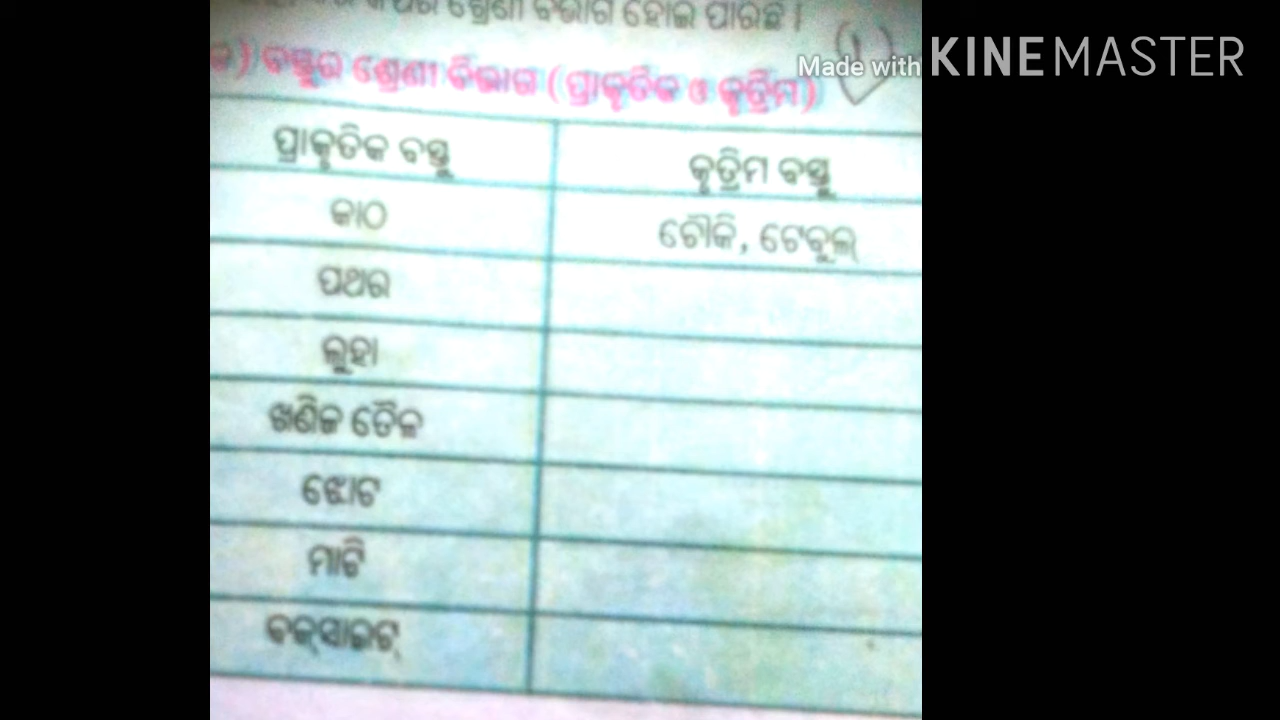 ଶ୍ରେଣୀ ବିଭାଗ ହୋଇ ପାରିଛି ।
Made with KINEMASTER
) ବସ୍ତୁର ଶ୍ରେଣୀ ବିଭାଗ (ପ୍ରାକୃତିକ ଓ କୃତ୍ରିମ)
ପ୍ରାକୃତିକ ବସ୍ତୁ କୃତ୍ରିମ ବସ୍ତୁ
କାଠ ଚୌକି, ଟେବୁଲ୍
ପଥର
ଲୁହା
ଖଣିଜ ତୈଳ
ଝୋଟ
ମାଟି
ବକ୍ସାଇଟ୍